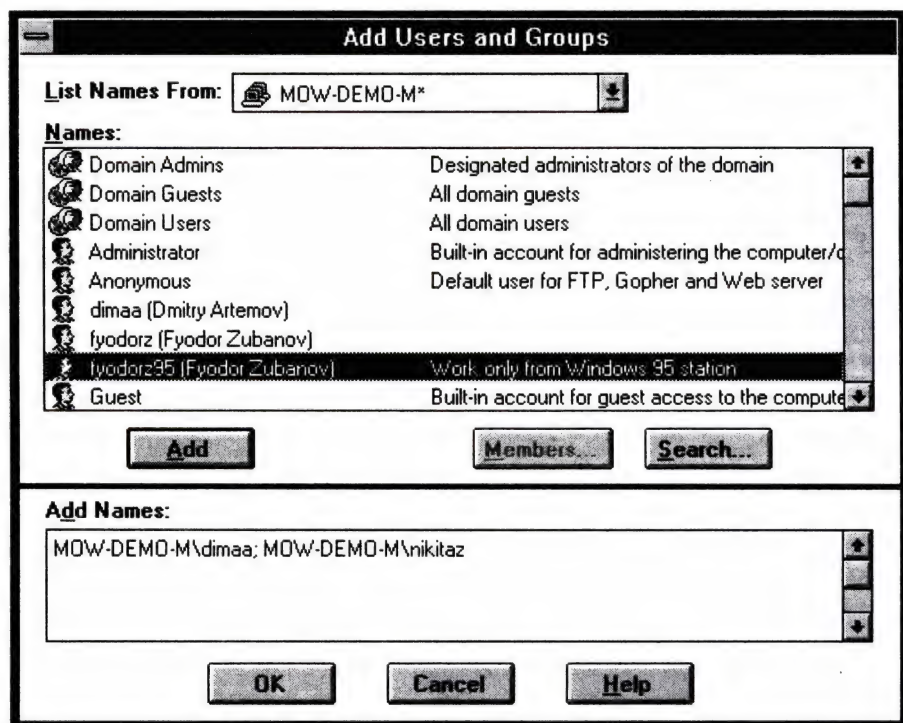 Add Users and Groups
List Names From: MOW-DEMO-M*
Names:
Domain Admins Designated administrators of the domain
Domain Guests All domain guests
Domain Users All domain users
Administrator Built-in account for administering the computer/d
Anonymous Default user for FTP, Gopher and Web server
dimaa (Dmitry Artemov)
fyodorz (Fyodor Zubanov)
fyodorz95 (Fyodor Zubanov) Work only from Windows 95 station
Guest Built-in account for guest access to the compute
Add Members... Search...
Add Names:
MOW-DEMO-M\dimaa; MOW-DEMO-M\nikitaz
OK Cancel Help